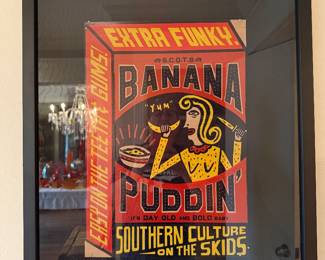 EXTRA FUNKY!
EASY ON THE TEETH & GUMS!
S.C.O.T.S
BANANA
"YUM"
PUDDIN'
IT'S DAY OLD AND BOLD BABY
SOUTHERN CULTURE
ON THE SKIDS